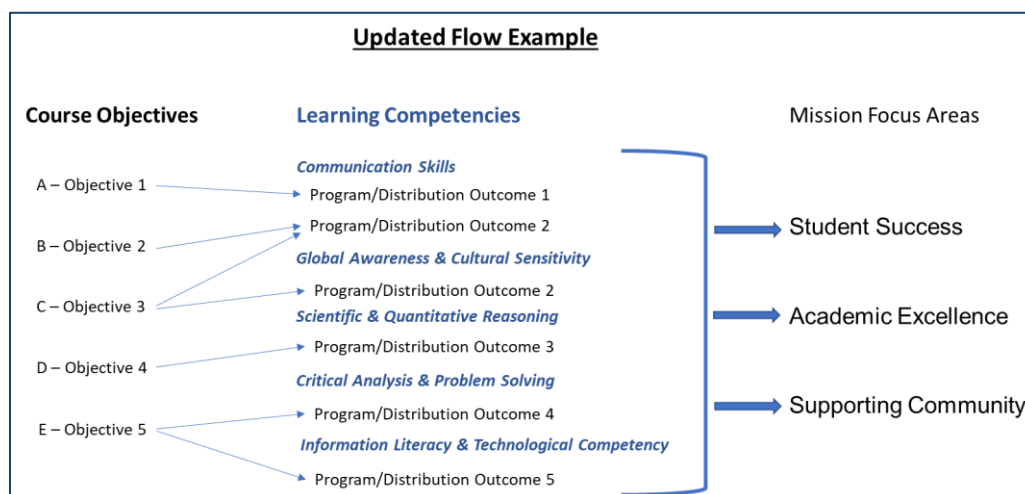 Updated Flow Example
Course Objectives
Learning Competencies
Mission Focus Areas
Communication Skills
A – Objective 1
Program/Distribution Outcome 1
B – Objective 2
Program/Distribution Outcome 2
Student Success
Global Awareness & Cultural Sensitivity
C – Objective 3
Program/Distribution Outcome 2
Scientific & Quantitative Reasoning
Academic Excellence
D – Objective 4
Program/Distribution Outcome 3
Critical Analysis & Problem Solving
Program/Distribution Outcome 4
Supporting Community
E – Objective 5
Information Literacy & Technological Competency
Program/Distribution Outcome 5